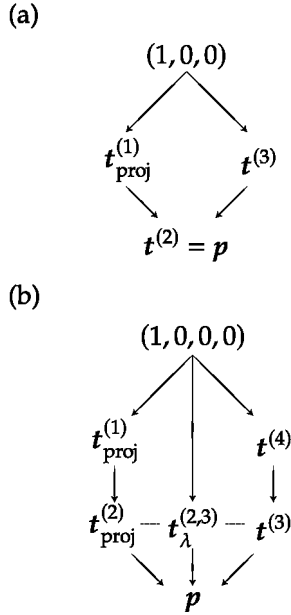 (a)
(1, 0, 0)
t_proj^(1) t^(3)
t^(2) = p
(b)
(1, 0, 0, 0)
t_proj^(1) t^(4)
t_proj^(2) t_λ^(2,3) t^(3)
p